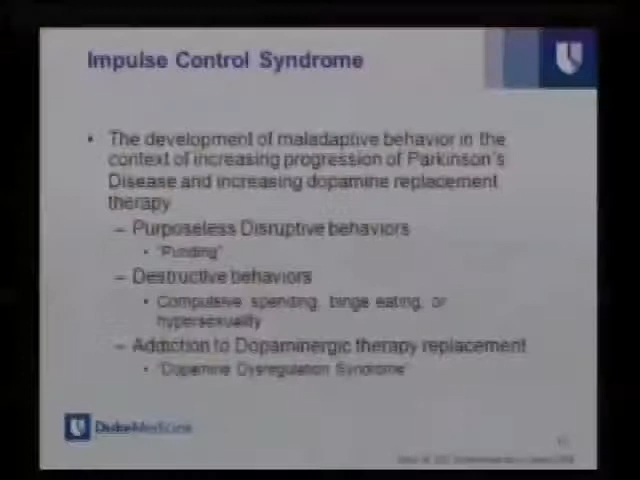 Impulse Control Syndrome
• The development of maladaptive behavior in the
context of increasing progression of Parkinson's
Disease and increasing dopamine replacement
therapy
– Purposeless Disruptive behaviors
• "Punding"
– Destructive behaviors
• Compulsive spending, binge eating, or
hypersexuality
– Addiction to Dopaminergic therapy replacement
• "Dopamine Dysregulation Syndrome"
DukeMedicine